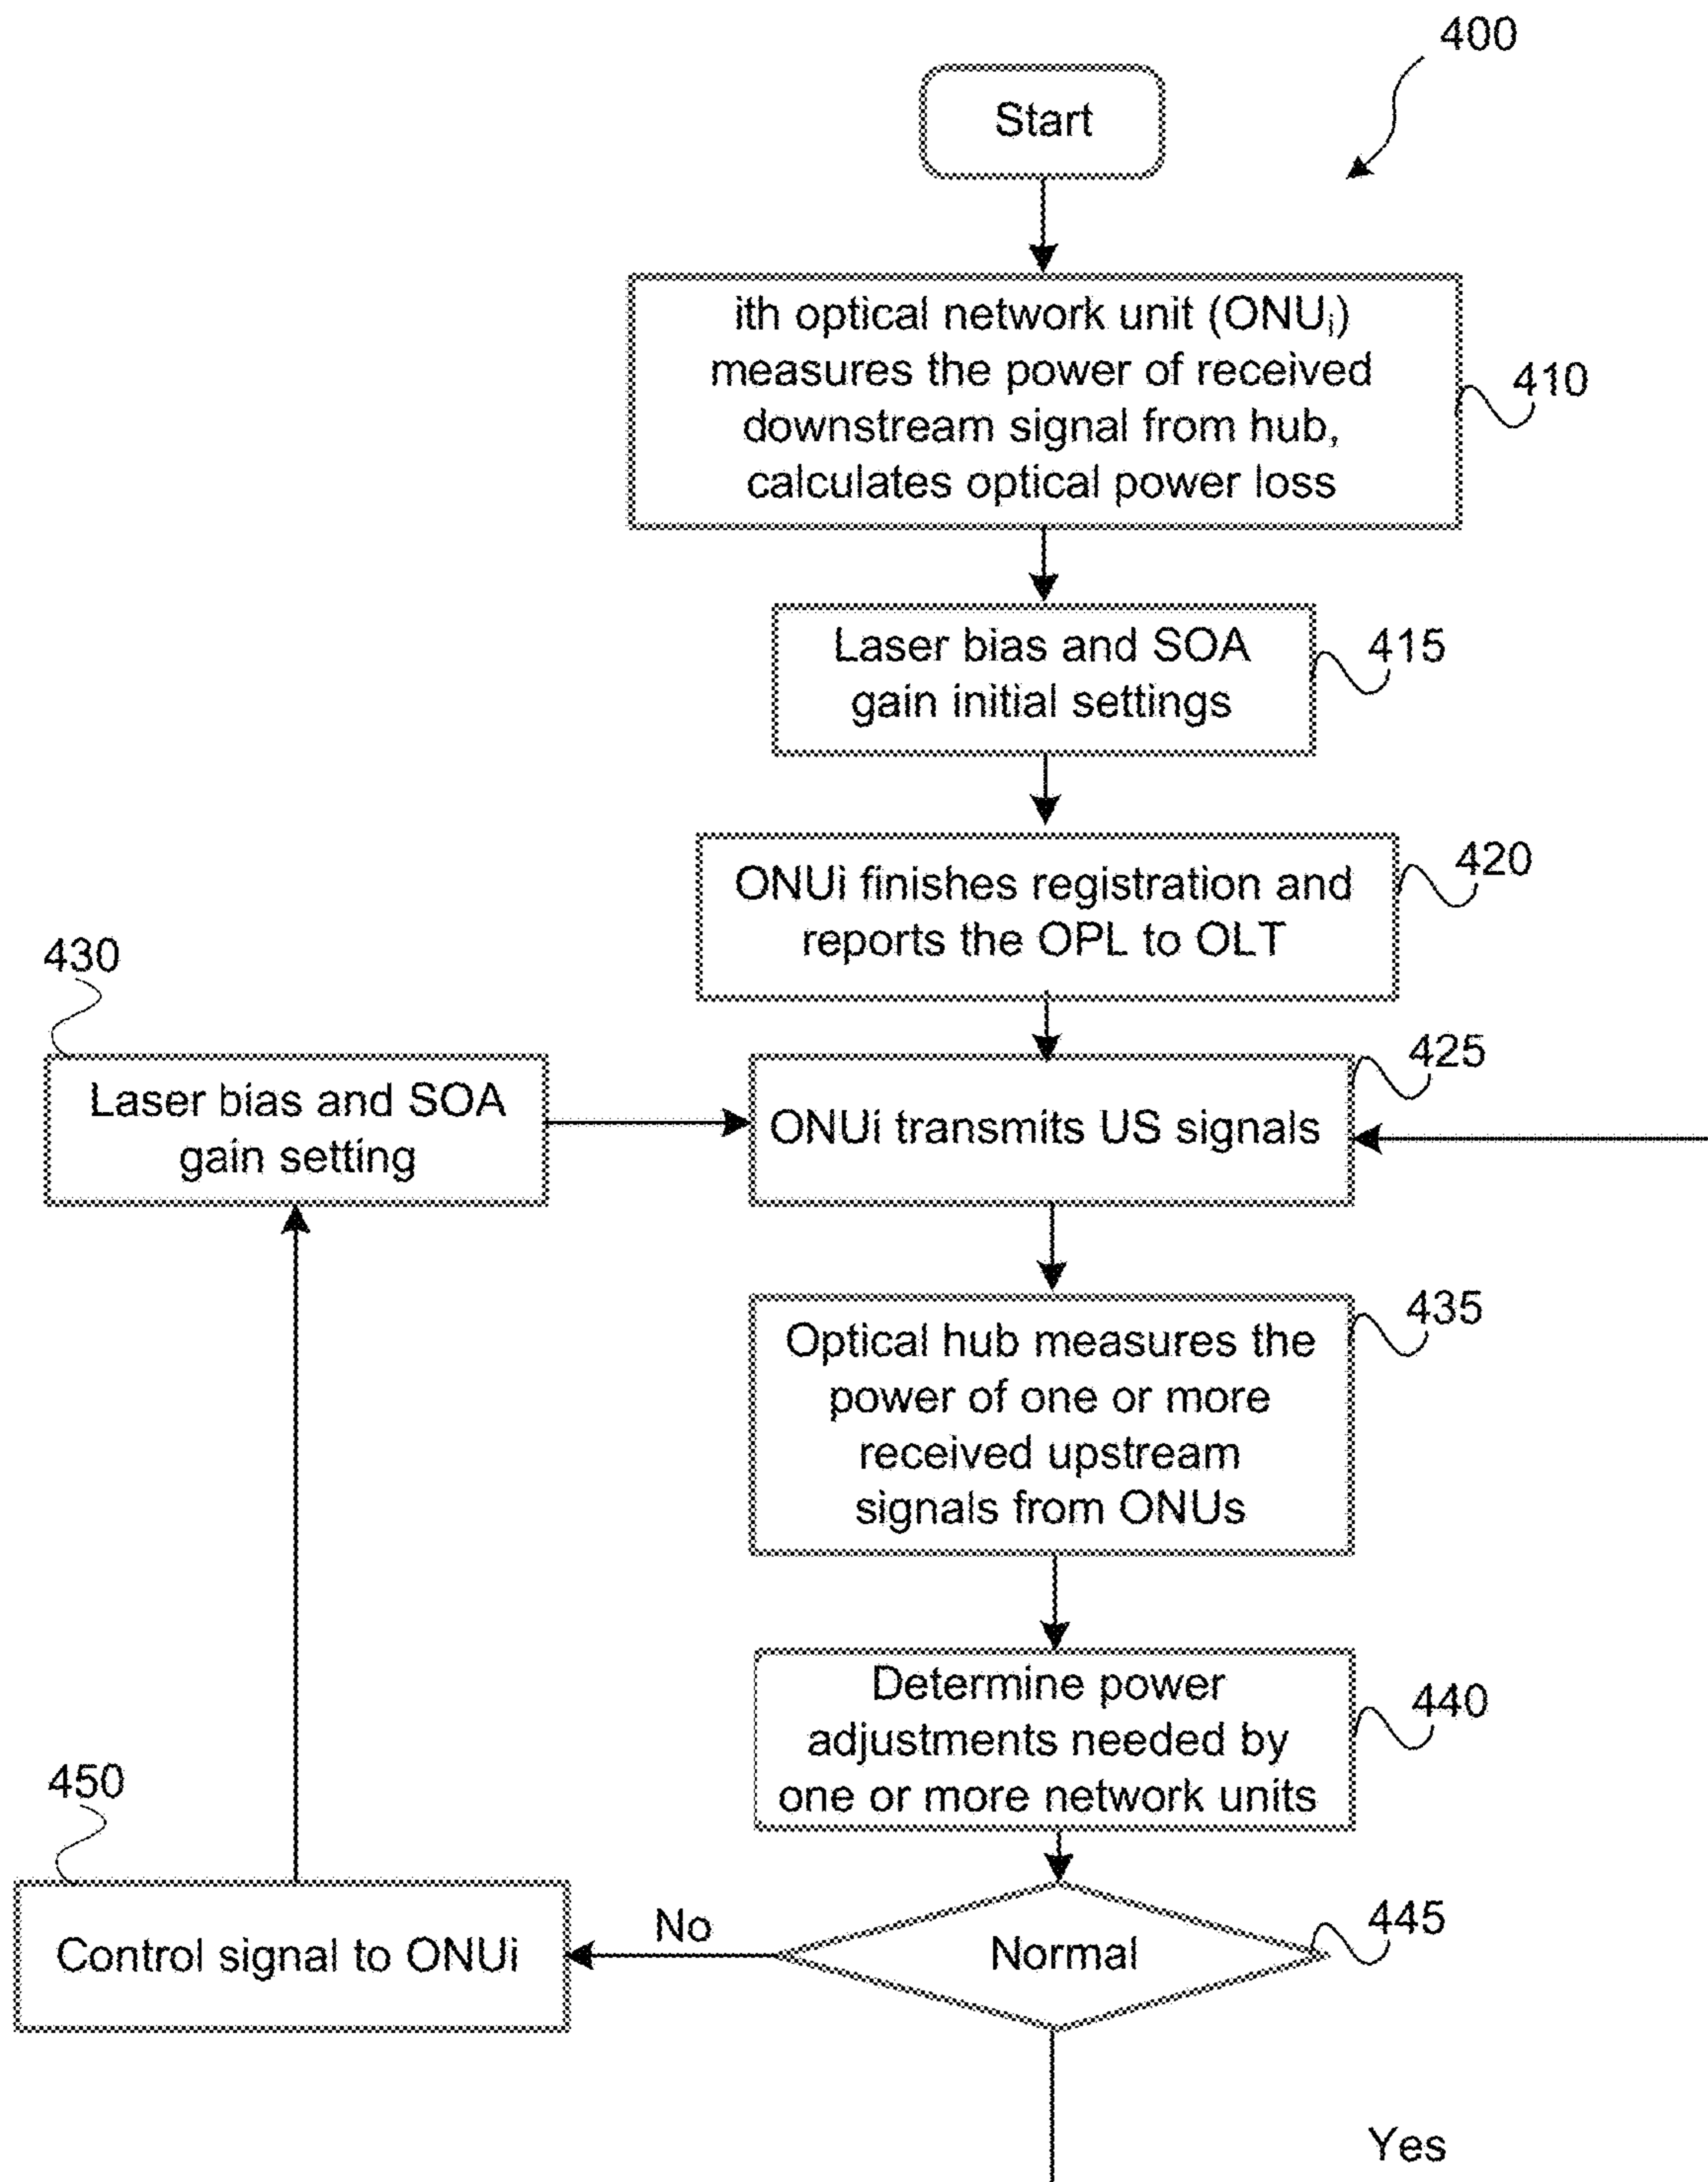 400
Start
ith optical network unit (ONUi)
measures the power of received
downstream signal from hub,
calculates optical power loss
410
Laser bias and SOA
gain initial settings
415
ONUi finishes registration and
reports the OPL to OLT
420
430
Laser bias and SOA
gain setting
ONUi transmits US signals
425
Optical hub measures the
power of one or more
received upstream
signals from ONUs
435
Determine power
adjustments needed by
one or more network units
440
450
Control signal to ONUi
No
Normal
445
Yes